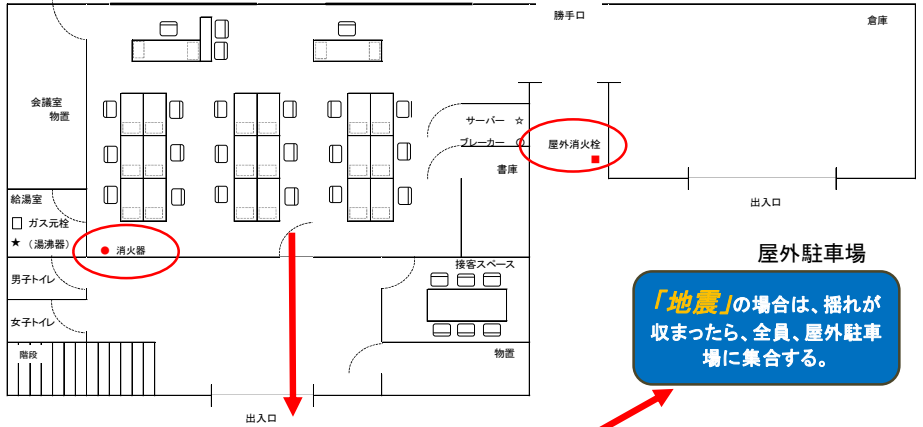 勝手口
倉庫
会議室
物置
サーバー ☆
ブレーカー
屋外消火栓
書庫
給湯室
ガス元栓
★ (湯沸器)
消火器
出入口
屋外駐車場
男子トイレ
接客スペース
女子トイレ
階段
物置
「地震」の場合は、揺れが
収まったら、全員、屋外駐車
場に集合する。
出入口